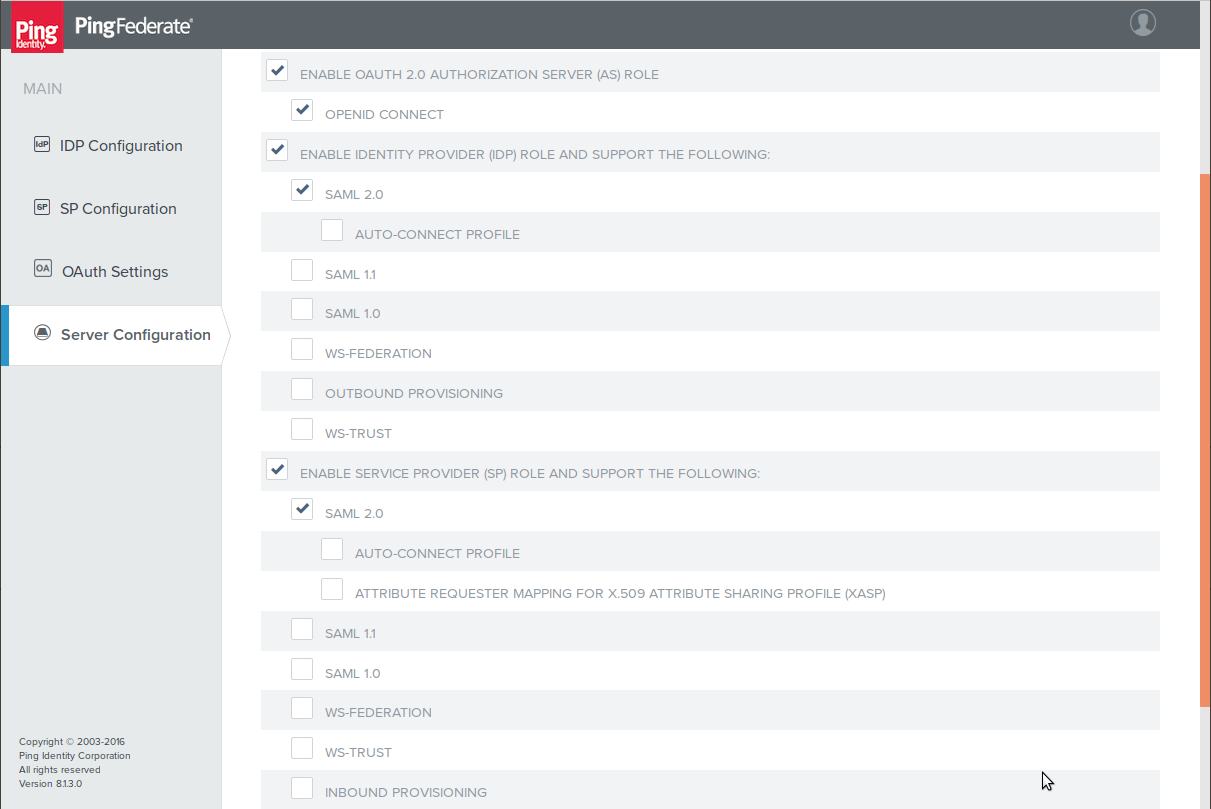 Ping
Identity.
PingFederate®
MAIN
IdP IDP Configuration
SP SP Configuration
OA OAuth Settings
Server Configuration
ENABLE OAUTH 2.0 AUTHORIZATION SERVER (AS) ROLE
OPENID CONNECT
ENABLE IDENTITY PROVIDER (IDP) ROLE AND SUPPORT THE FOLLOWING:
SAML 2.0
AUTO-CONNECT PROFILE
SAML 1.1
SAML 1.0
WS-FEDERATION
OUTBOUND PROVISIONING
WS-TRUST
ENABLE SERVICE PROVIDER (SP) ROLE AND SUPPORT THE FOLLOWING:
SAML 2.0
AUTO-CONNECT PROFILE
ATTRIBUTE REQUESTER MAPPING FOR X.509 ATTRIBUTE SHARING PROFILE (XASP)
SAML 1.1
SAML 1.0
WS-FEDERATION
WS-TRUST
INBOUND PROVISIONING
Copyright © 2003-2016
Ping Identity Corporation
All rights reserved
Version 8.1.3.0